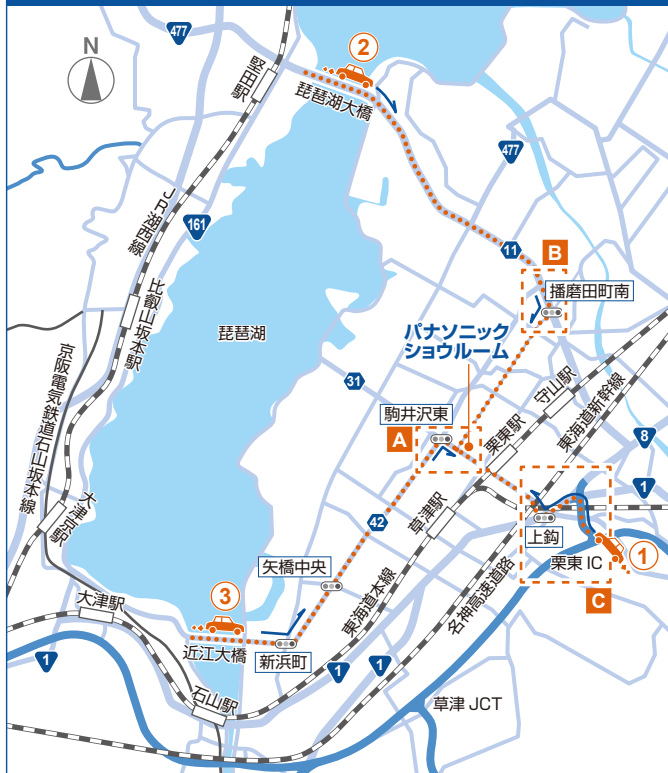 477
②
N
堅田駅
琵琶湖大橋
477
JR湖西線
161
11
B
播磨田町南
比叡山坂本駅
琵琶湖
パナソニック
ショウルーム
京阪電気鉄道石山坂本線
31
守山駅
東海道新幹線
駒井沢東
A
栗東駅
8
1
大津京駅
42
草津駅
上鈎
栗東IC
①
矢橋中央
C
大津駅
③
東海道本線
名神高速道路
近江大橋
新浜町
1
1
1
石山駅
草津JCT